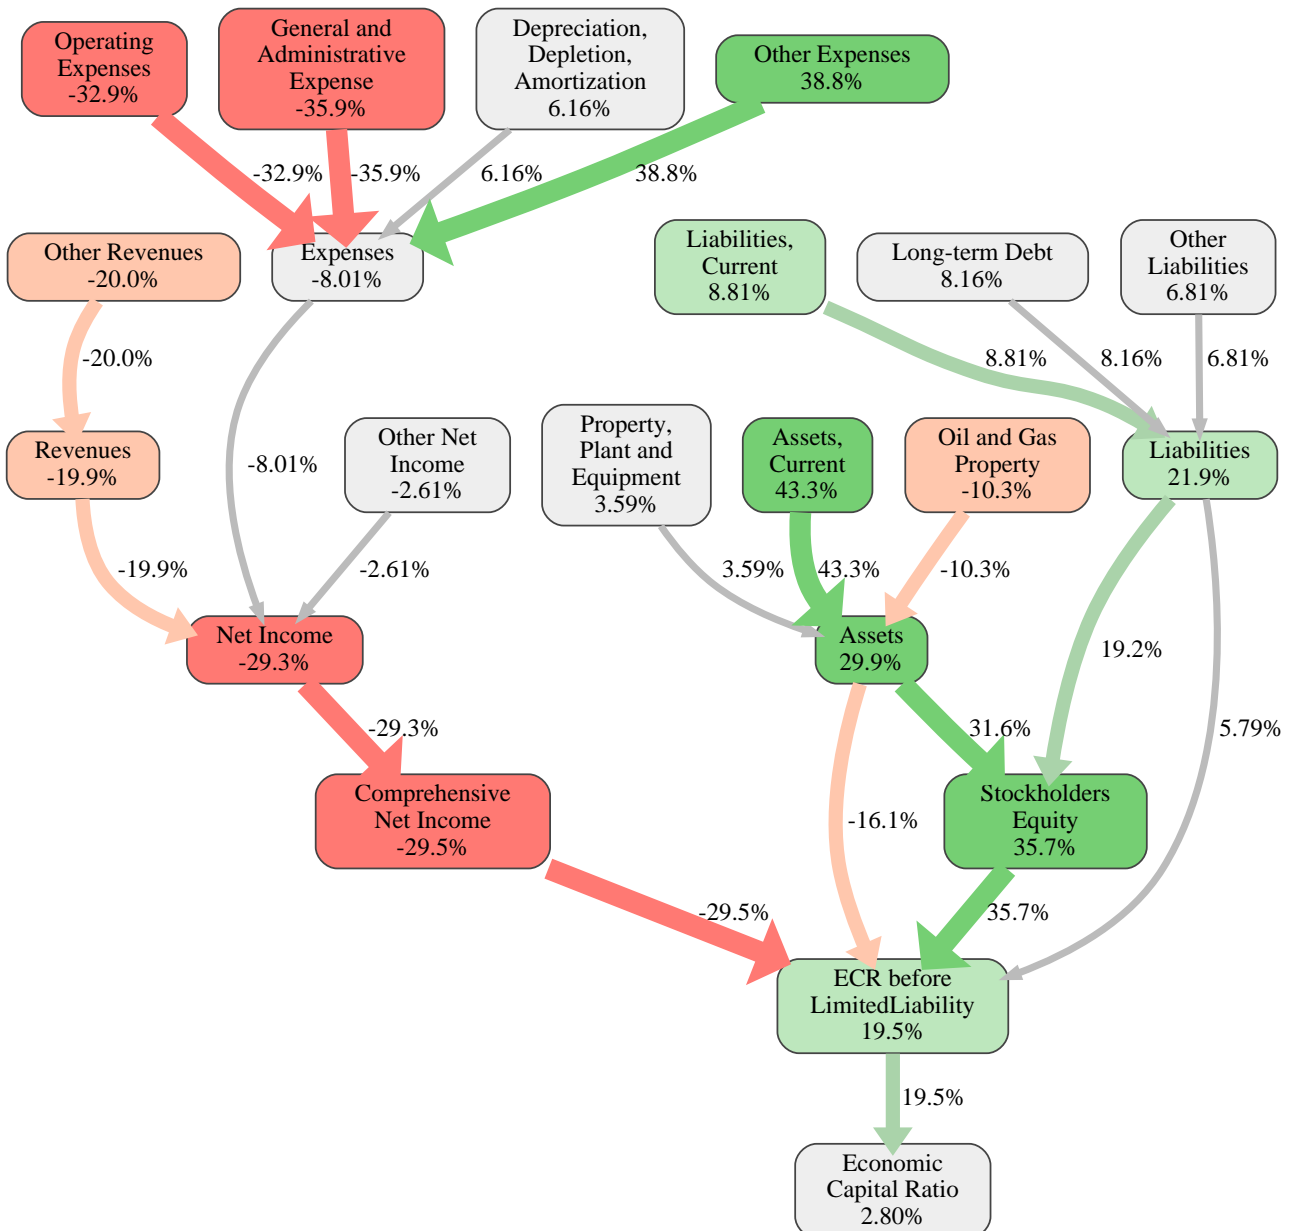 Operating
Expenses
-32.9%
General and
Administrative
Expense
-35.9%
Depreciation,
Depletion,
Amortization
6.16%
Other Expenses
38.8%
-32.9%
-35.9%
6.16%
38.8%
Other Revenues
-20.0%
Expenses
-8.01%
Liabilities,
Current
8.81%
Long-term Debt
8.16%
Other
Liabilities
6.81%
-20.0%
8.81%
8.16%
6.81%
Revenues
-19.9%
-8.01%
Other Net
Income
-2.61%
Property,
Plant and
Equipment
3.59%
Assets,
Current
43.3%
Oil and Gas
Property
-10.3%
Liabilities
21.9%
-19.9%
-2.61%
3.59%
43.3%
-10.3%
Net Income
-29.3%
Assets
29.9%
19.2%
-29.3%
31.6%
5.79%
Comprehensive
Net Income
-29.5%
-16.1%
Stockholders
Equity
35.7%
-29.5%
35.7%
ECR before
LimitedLiability
19.5%
19.5%
Economic
Capital Ratio
2.80%